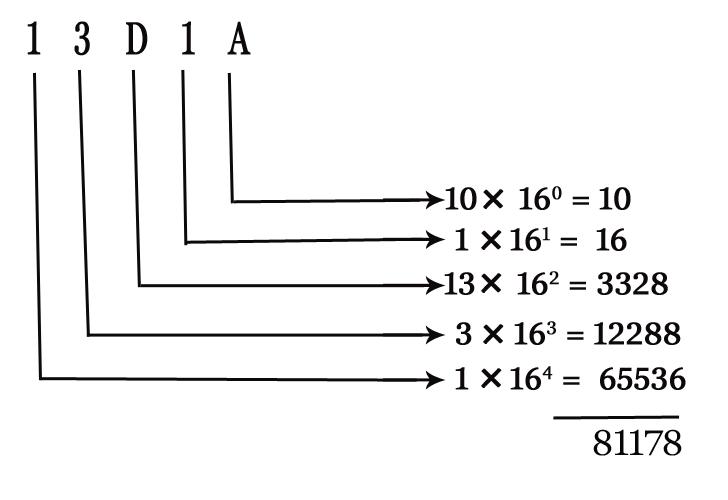 1 3 D 1 A
10 × 16⁰ = 10
1 × 16¹ = 16
13 × 16² = 3328
3 × 16³ = 12288
1 × 16⁴ = 65536
81178